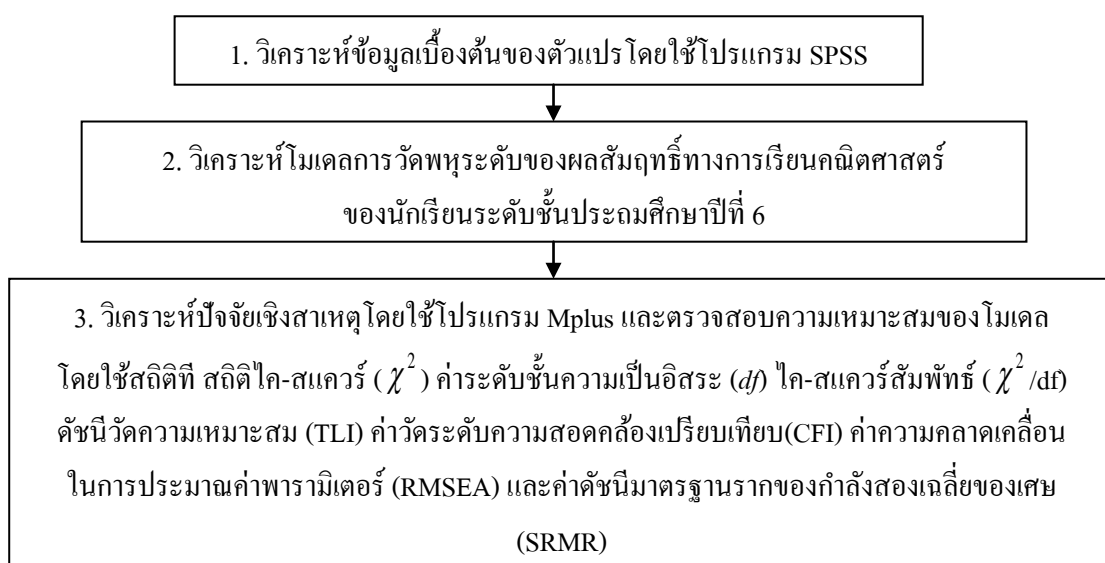 1. วิเคราะห์ข้อมูลเบื้องต้นของตัวแปรโดยใช้โปรแกรม SPSS
2. วิเคราะห์โมเดลการวัดพหุระดับของผลสัมฤทธิ์ทางการเรียนคณิตศาสตร์
ของนักเรียนระดับชั้นประถมศึกษาปีที่ 6
3. วิเคราะห์ปัจจัยเชิงสาเหตุโดยใช้โปรแกรม Mplus และตรวจสอบความเหมาะสมของโมเดล
โดยใช้สถิติที สถิติไค-สแควร์ (χ²) ค่าระดับชั้นความเป็นอิสระ (df) ไค-สแควร์สัมพัทธ์ (χ²/df)
ดัชนีวัดความเหมาะสม (TLI) ค่าวัดระดับความสอดคล้องเปรียบเทียบ(CFI) ค่าความคลาดเคลื่อน
ในการประมาณค่าพารามิเตอร์ (RMSEA) และค่าดัชนีมาตรฐานรากของกำลังสองเฉลี่ยของเศษ
(SRMR)